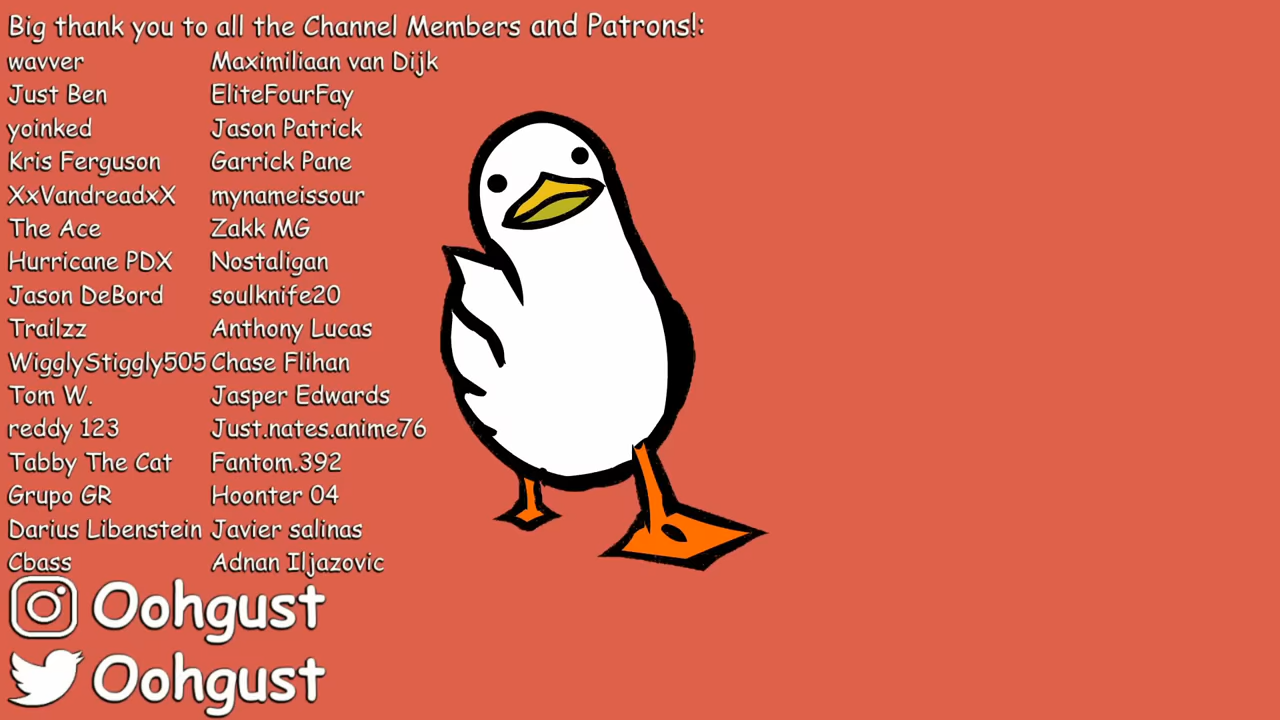 Big thank you to all the Channel Members and Patrons!:
wavver Maximiliaan van Dijk
Just Ben EliteFourFay
yoinked Jason Patrick
Kris Ferguson Garrick Pane
XxVandreadxX mynameissour
The Ace Zakk MG
Hurricane PDX Nostaligan
Jason DeBord soulknife20
Trailzz Anthony Lucas
WigglyStiggly505 Chase Flihan
Tom W. Jasper Edwards
reddy 123 Just.nates.anime76
Tabby The Cat Fantom.392
Grupo GR Hoonter 04
Darius Libenstein Javier salinas
Cbass Adnan Iljazovic
Oohgust
Oohgust